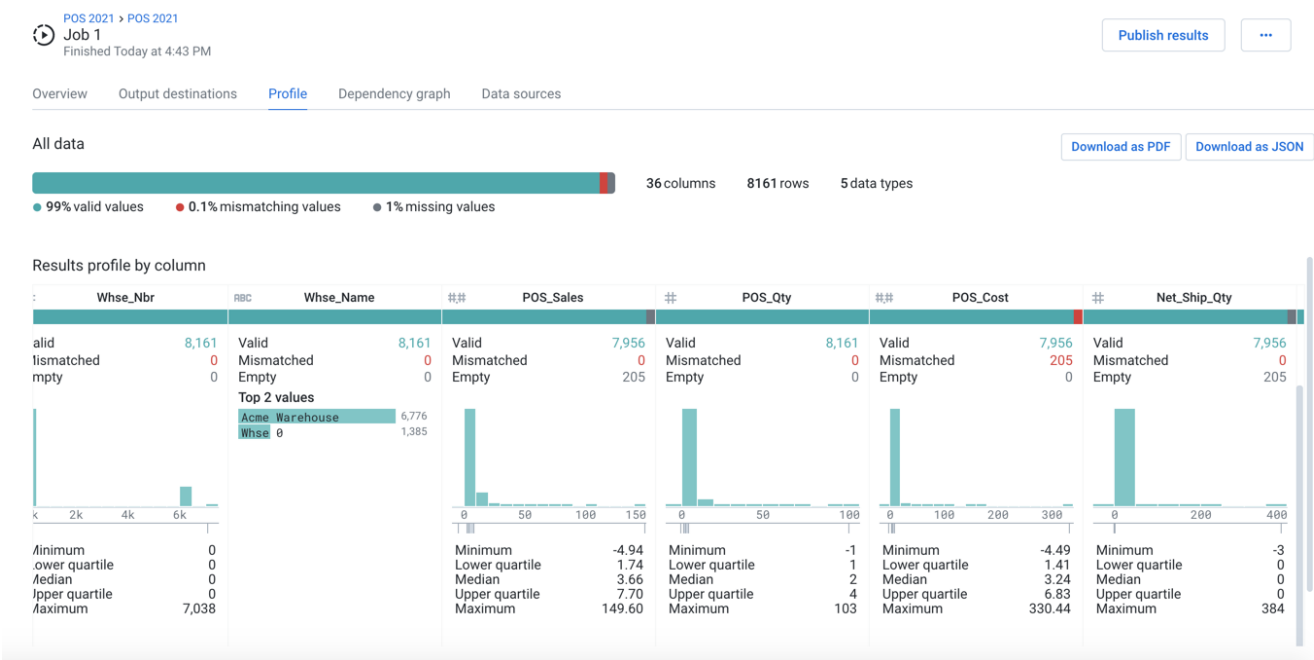 POS 2021 › POS 2021
Job 1
Finished Today at 4:43 PM
Publish results
...
Overview Output destinations Profile Dependency graph Data sources
All data
Download as PDF Download as JSON
36 columns 8161 rows 5 data types
99% valid values 0.1% mismatching values 1% missing values
Results profile by column
Whse_Nbr ABC Whse_Name #.# POS_Sales # POS_Qty #.# POS_Cost # Net_Ship_Qty
alid 8,161 Valid 8,161 Valid 7,956 Valid 8,161 Valid 7,956 Valid 7,956
Mismatched 0 Mismatched 0 Mismatched 0 Mismatched 0 Mismatched 205 Mismatched 0
mpty 0 Empty 0 Empty 205 Empty 0 Empty 0 Empty 205
Top 2 values
Acme Warehouse 6,776
Whse 0 1,385
k 2k 4k 6k 0 50 100 150 0 50 100 0 100 200 300 0 200 400
Minimum 0 Minimum -4.94 Minimum -1 Minimum -4.49 Minimum -3
ower quartile 0 Lower quartile 1.74 Lower quartile 1 Lower quartile 1.41 Lower quartile 0
Median 0 Median 3.66 Median 2 Median 3.24 Median 0
Upper quartile 0 Upper quartile 7.70 Upper quartile 4 Upper quartile 6.83 Upper quartile 0
Maximum 7,038 Maximum 149.60 Maximum 103 Maximum 330.44 Maximum 384